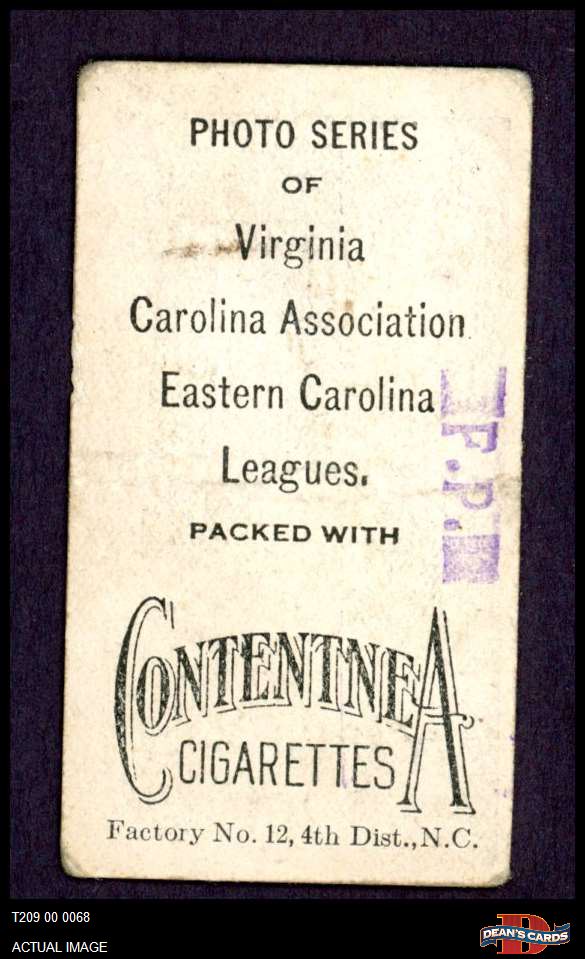 PHOTO SERIES
OF
Virginia
Carolina Association
Eastern Carolina
Leagues.
PACKED WITH
CONTENTNEA
CIGARETTES
Factory No. 12, 4th Dist., N.C.
F.P.
T209 00 0068
ACTUAL IMAGE
D
DEAN'S CARDS